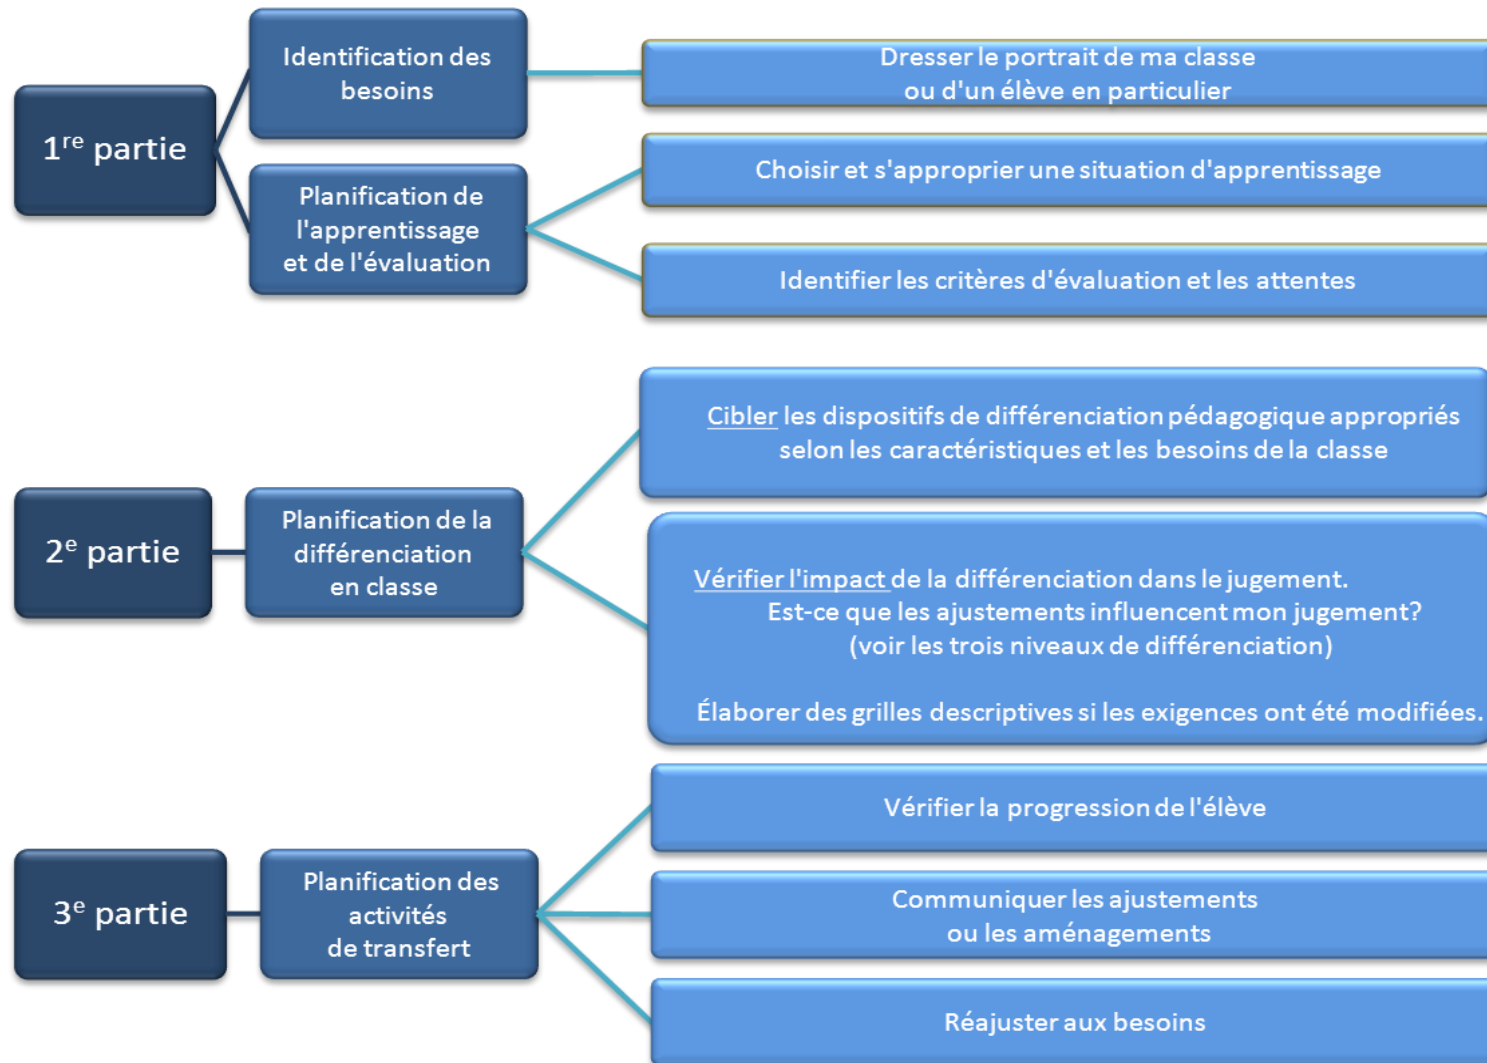 1re partie
Identification des
besoins
Dresser le portrait de ma classe
ou d'un élève en particulier
Planification de
l'apprentissage
et de l'évaluation
Choisir et s'approprier une situation d'apprentissage
Identifier les critères d'évaluation et les attentes
2e partie
Planification de la
différenciation
en classe
Cibler les dispositifs de différenciation pédagogique appropriés
selon les caractéristiques et les besoins de la classe
Vérifier l'impact de la différenciation dans le jugement.
Est-ce que les ajustements influencent mon jugement?
(voir les trois niveaux de différenciation)
Élaborer des grilles descriptives si les exigences ont été modifiées.
3e partie
Planification des
activités
de transfert
Vérifier la progression de l'élève
Communiquer les ajustements
ou les aménagements
Réajuster aux besoins